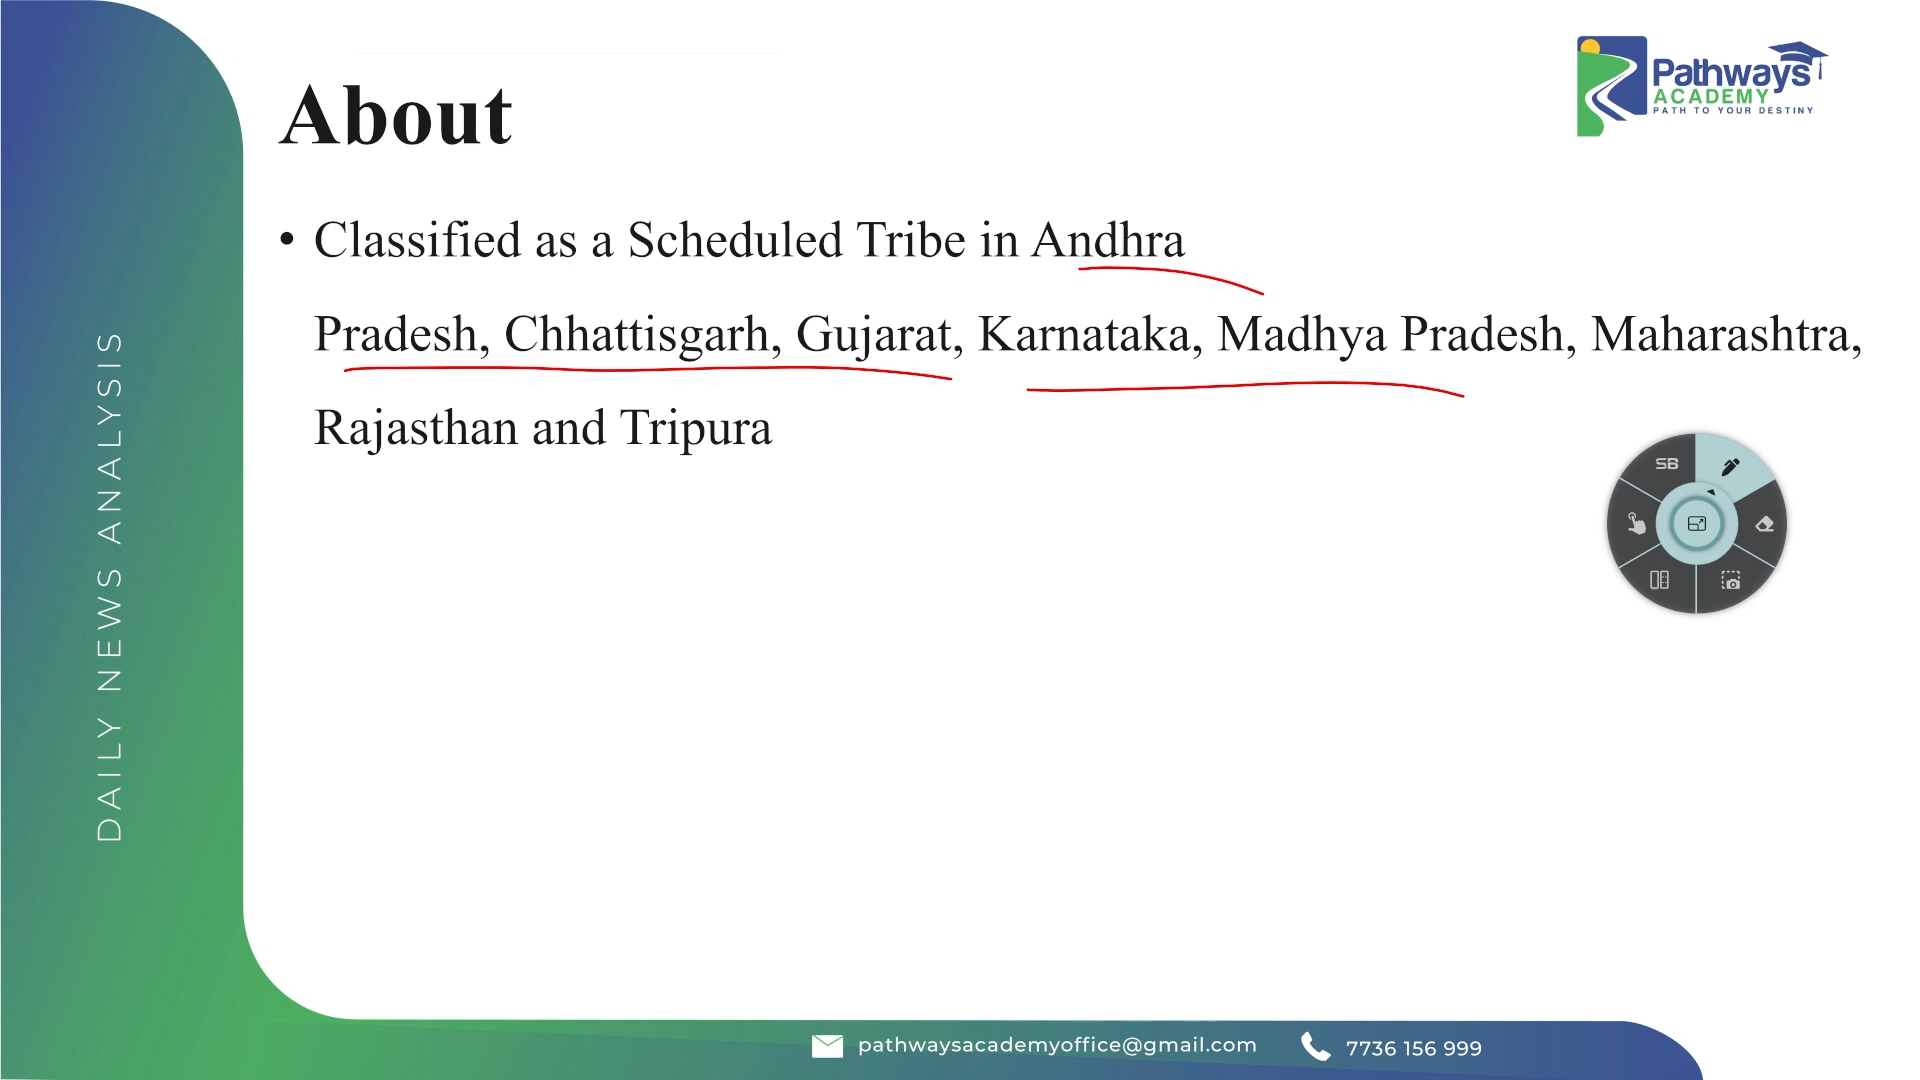 About
Pathways
ACADEMY
PATH TO YOUR DESTINY
• Classified as a Scheduled Tribe in Andhra
Pradesh, Chhattisgarh, Gujarat, Karnataka, Madhya Pradesh, Maharashtra,
Rajasthan and Tripura
SB
DAILY NEWS ANALYSIS
pathwaysacademyoffice@gmail.com
7736 156 999